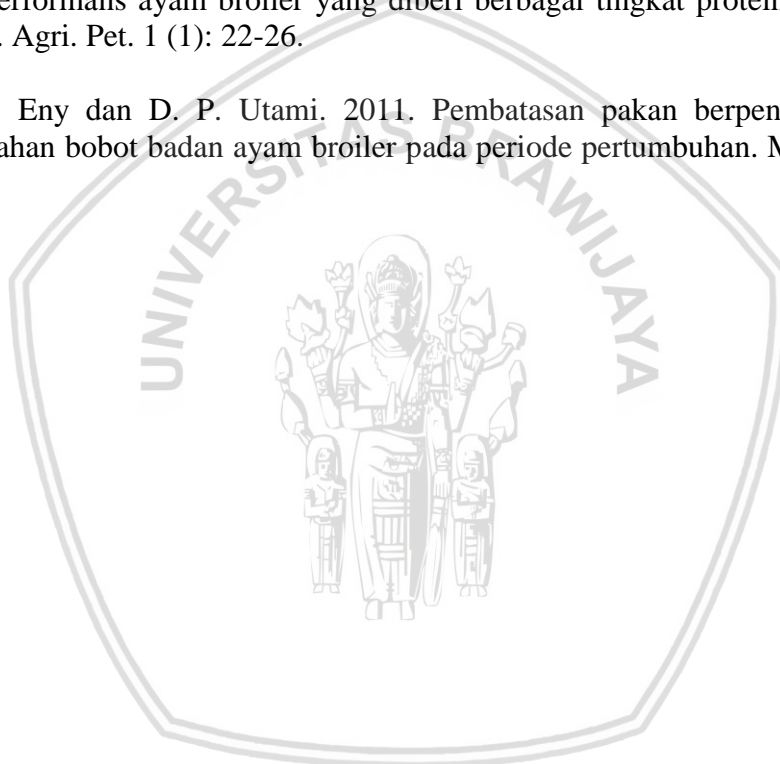 erformans ayam broiler yang diberi berbagai tingkat protein
. Agri. Pet. 1 (1): 22-26.
Eny dan D. P. Utami. 2011. Pembatasan pakan berpen
ahan bobot badan ayam broiler pada periode pertumbuhan. M
UNIVERSITAS BRAWIJAYA